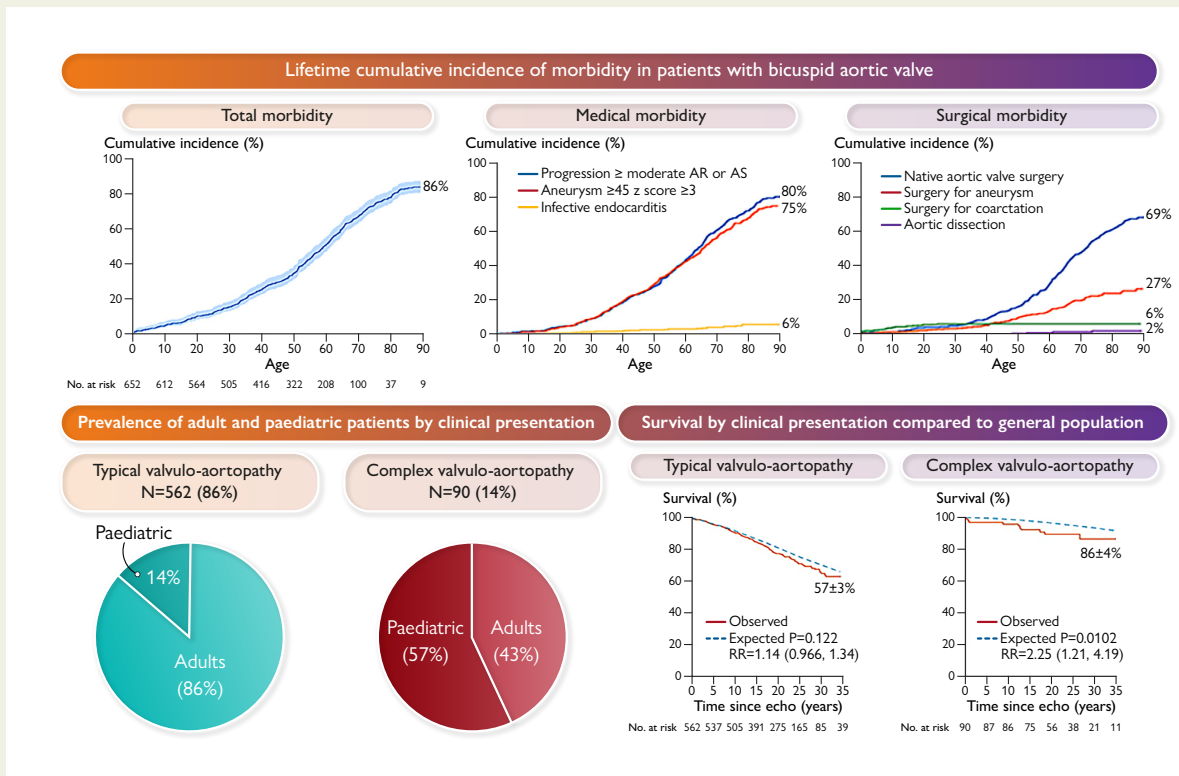 Lifetime cumulative incidence of morbidity in patients with bicuspid aortic valve
Total morbidity
Cumulative incidence (%)
100
80
60
40
20
0
86%
0 10 20 30 40 50 60 70 80 90
Age
No. at risk 652 612 564 505 416 322 208 100 37 9
Medical morbidity
Cumulative incidence (%)
100
80
60
40
20
0
Progression ≥ moderate AR or AS
Aneurysm ≥45 z score ≥3
Infective endocarditis
80%
75%
6%
0 10 20 30 40 50 60 70 80 90
Age
Surgical morbidity
Cumulative incidence (%)
100
80
60
40
20
0
Native aortic valve surgery
Surgery for aneurysm
Surgery for coarctation
Aortic dissection
69%
27%
6%
2%
0 10 20 30 40 50 60 70 80 90
Age
Prevalence of adult and paediatric patients by clinical presentation
Typical valvulo-aortopathy
N=562 (86%)
Paediatric
14%
Adults
(86%)
Complex valvulo-aortopathy
N=90 (14%)
Paediatric
(57%)
Adults
(43%)
Survival by clinical presentation compared to general population
Typical valvulo-aortopathy
Survival (%)
100
80
60
40
20
0
57±3%
Observed
Expected P=0.122
RR=1.14 (0.966, 1.34)
0 5 10 15 20 25 30 35
Time since echo (years)
No. at risk 562 537 505 391 275 165 85 39
Complex valvulo-aortopathy
Survival (%)
100
80
60
40
20
0
86±4%
Observed
Expected P=0.0102
RR=2.25 (1.21, 4.19)
0 5 10 15 20 25 30 35
Time since echo (years)
No. at risk 90 87 86 75 56 38 21 11